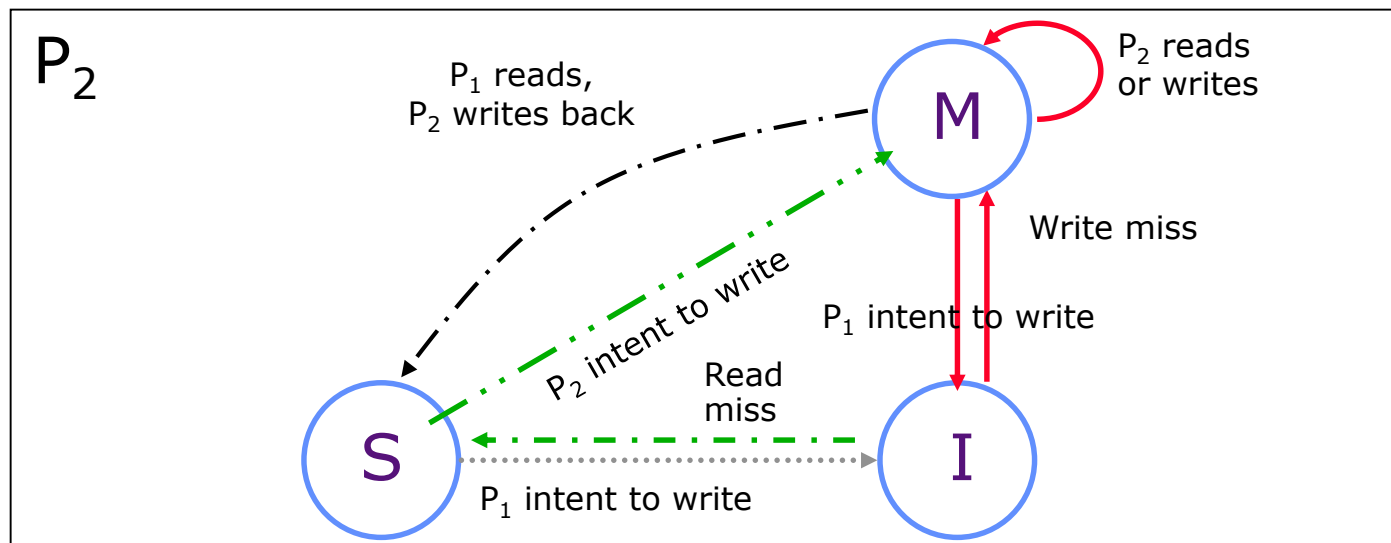 P₂
P₁ reads,
P₂ writes back
M
P₂ reads
or writes
Write miss
P₂ intent to write
P₁ intent to write
Read
miss
S
I
P₁ intent to write